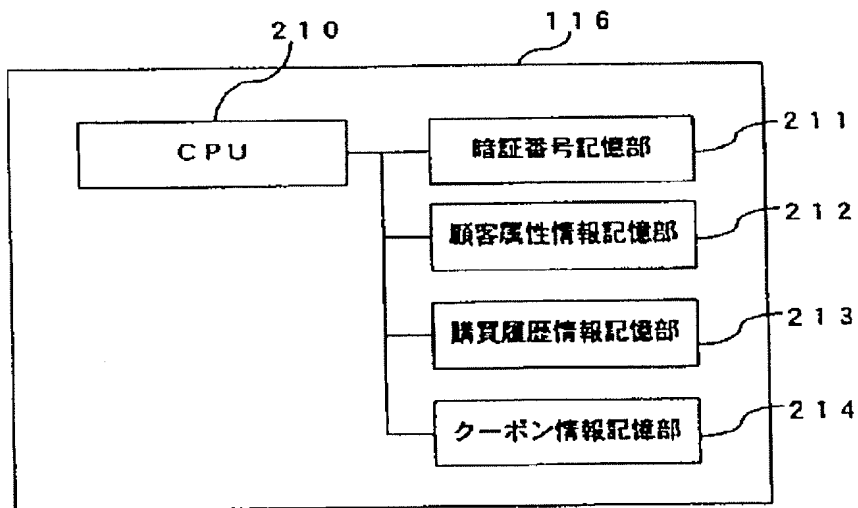 210
116
CPU
暗証番号記憶部
211
顧客属性情報記憶部
212
購買履歴情報記憶部
213
クーポン情報記憶部
214